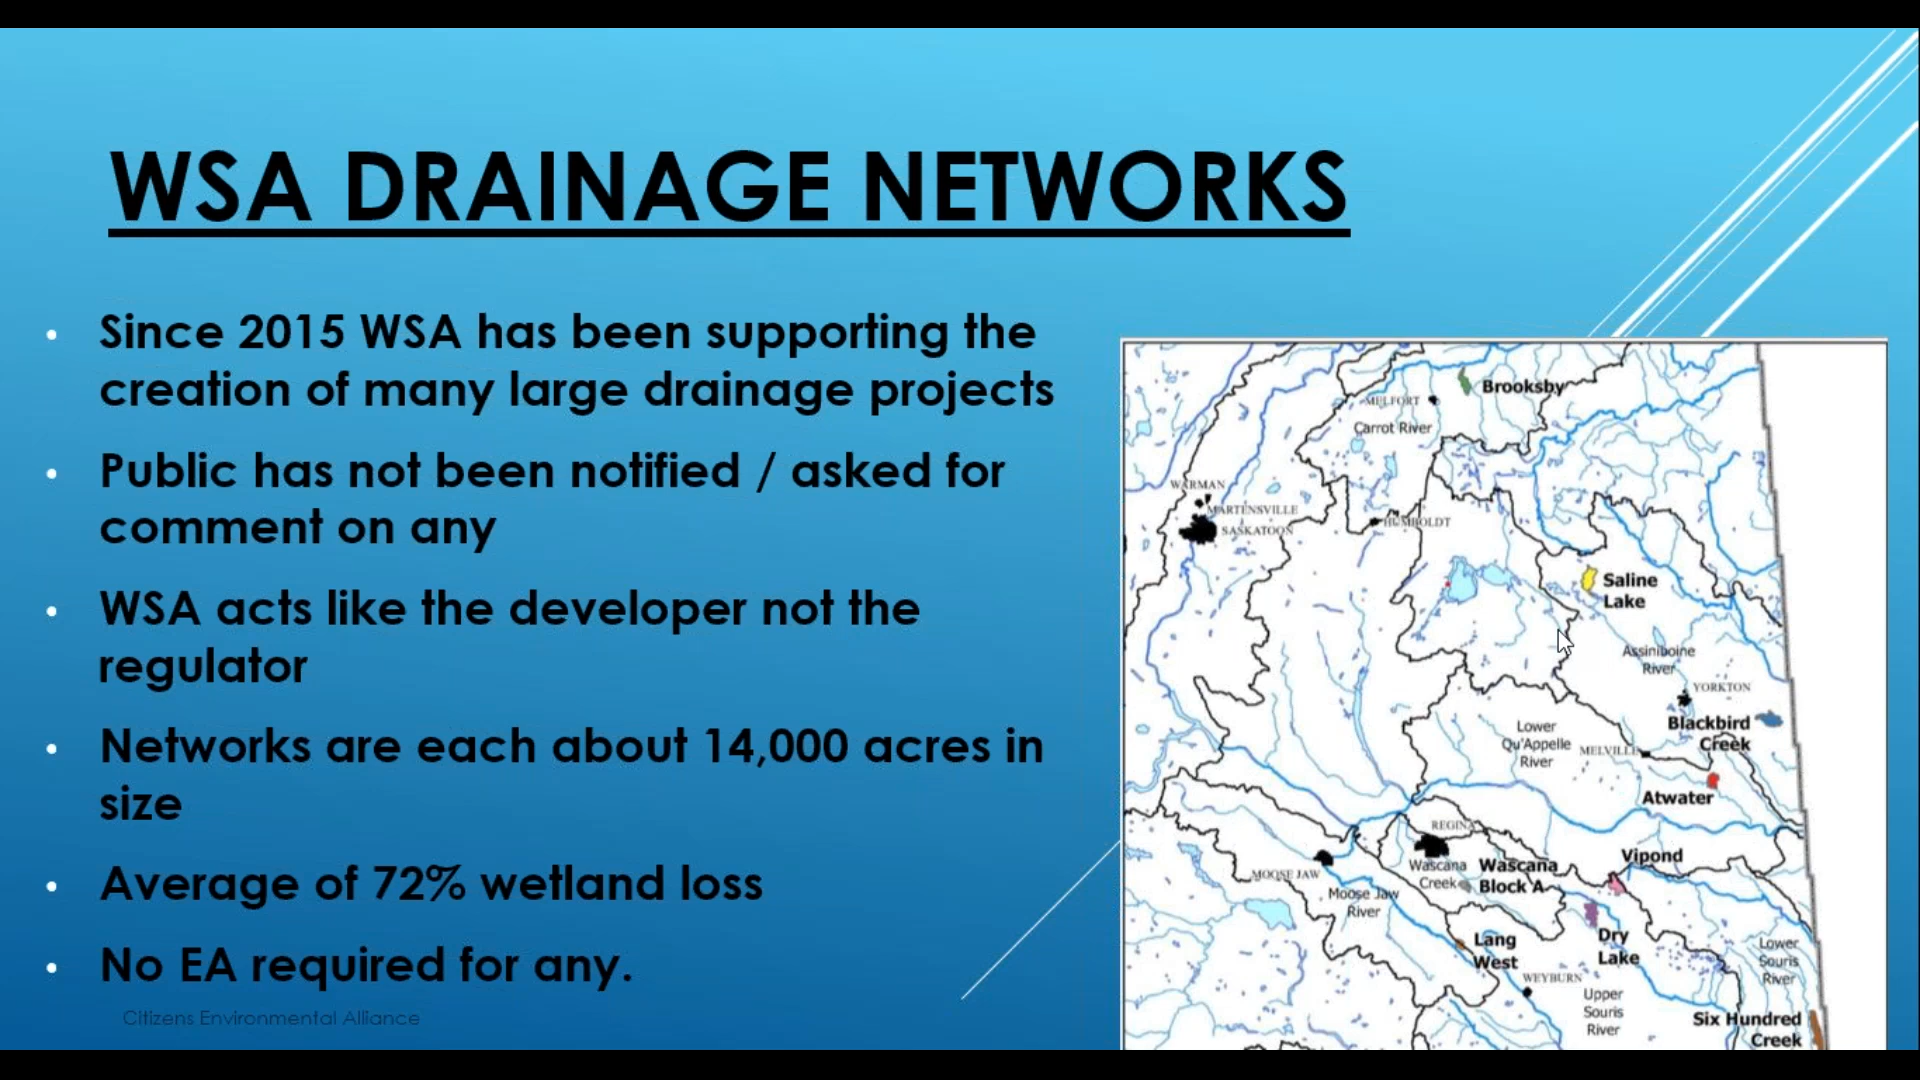 WSA DRAINAGE NETWORKS
Since 2015 WSA has been supporting the
creation of many large drainage projects
Public has not been notified / asked for
comment on any
WSA acts like the developer not the
regulator
Networks are each about 14,000 acres in
size
Average of 72% wetland loss
No EA required for any.
Citizens Environmental Alliance
Brooksby
MELFORT
Carrot River
WARMAN
MARTENSVILLE
SASKATOON
HUMBOLDT
Saline
Lake
Assiniboine
River
YORKTON
Blackbird
Creek
Lower
Qu'Appelle
River
MELVILLE
Atwater
REGINA
Vipond
Wascana
Creek
Wascana
Block A
MOOSE JAW
Moose Jaw
River
Lang
West
Dry
Lake
WEYBURN
Lower
Souris
River
Upper
Souris
River
Six Hundred
Creek